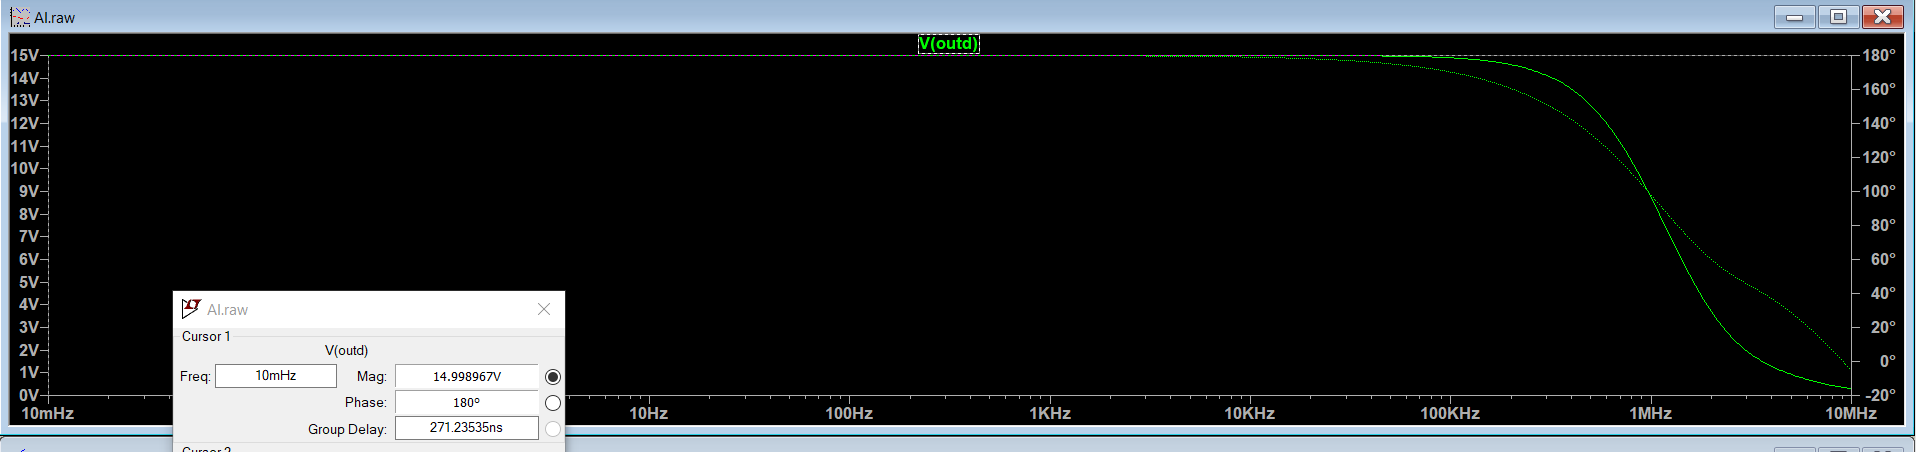 AI.raw
V(outd)
15V
14V
13V
12V
11V
10V
9V
8V
7V
6V
5V
4V
3V
2V
1V
0V
180°
160°
140°
120°
100°
80°
60°
40°
20°
0°
-20°
10mHz
10Hz
100Hz
1KHz
10KHz
100KHz
1MHz
10MHz
AI.raw
Cursor 1
V(outd)
Freq: 10mHz Mag: 14.998967V
Phase: 180°
Group Delay: 271.23535ns
Cursor 2